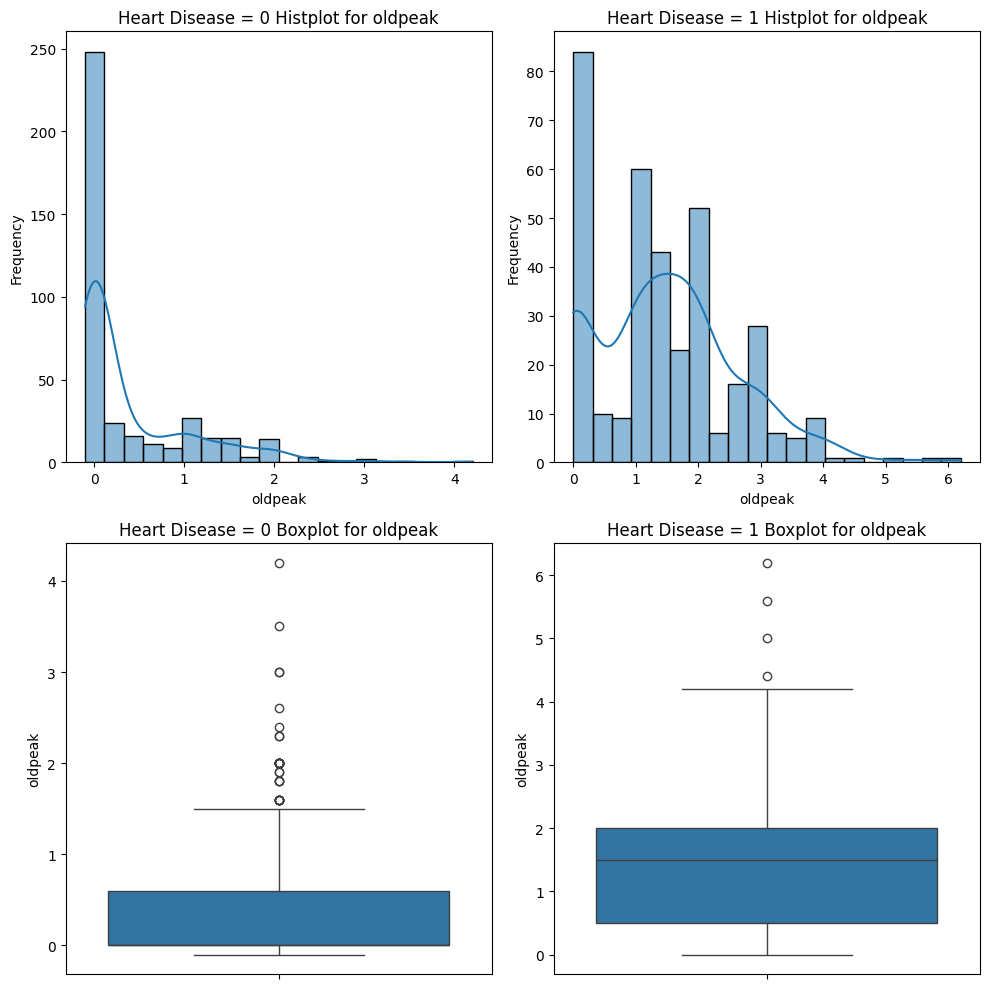 Heart Disease = 0 Histplot for oldpeak
250
200
150
100
50
0
Frequency
0 1 2 3 4
oldpeak
Heart Disease = 1 Histplot for oldpeak
80
70
60
50
40
30
20
10
0
Frequency
0 1 2 3 4 5 6
oldpeak
Heart Disease = 0 Boxplot for oldpeak
4
3
2
1
0
oldpeak
Heart Disease = 1 Boxplot for oldpeak
6
5
4
3
2
1
0
oldpeak